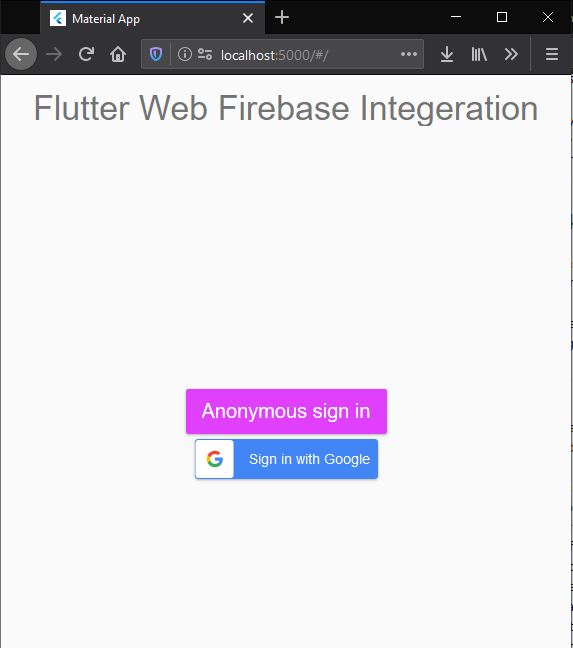 Material App
localhost:5000/#/
Flutter Web Firebase Integeration
Anonymous sign in
Sign in with Google